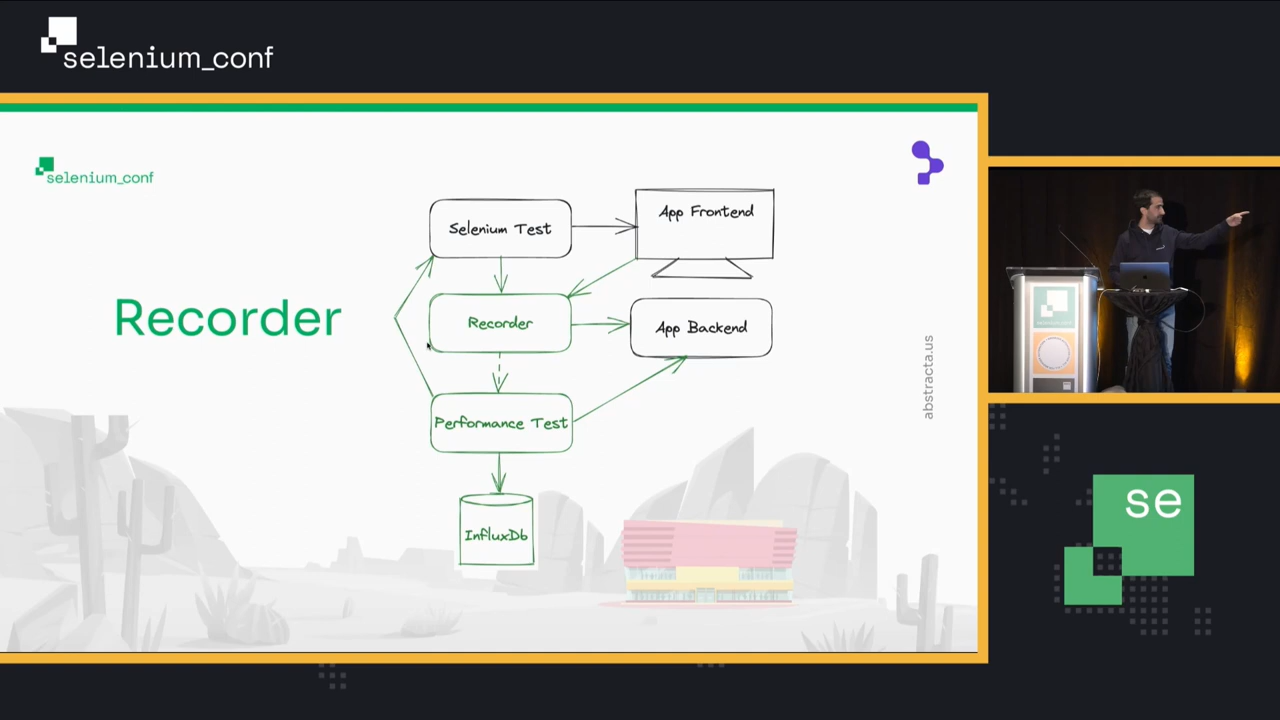 selenium_conf
selenium_conf
Recorder
Selenium Test
App Frontend
Recorder
App Backend
Performance Test
InfluxDb
abstracta.us
se